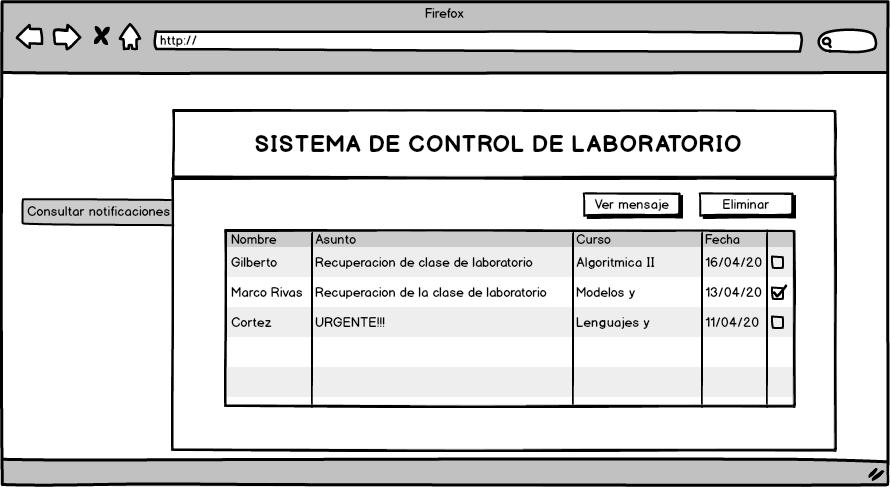 Firefox
http://
SISTEMA DE CONTROL DE LABORATORIO
Consultar notificaciones
Ver mensaje Eliminar
Nombre Asunto Curso Fecha
Gilberto Recuperacion de clase de laboratorio Algoritmica II 16/04/20
Marco Rivas Recuperacion de la clase de laboratorio Modelos y 13/04/20
Cortez URGENTE!!! Lenguajes y 11/04/20